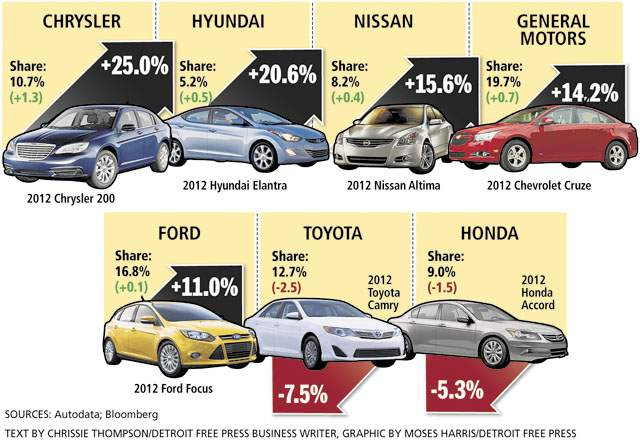 CHRYSLER
Share:
10.7%
(+1.3)
+25.0%
2012 Chrysler 200
HYUNDAI
Share:
5.2%
(+0.5)
+20.6%
2012 Hyundai Elantra
NISSAN
Share:
8.2%
(+0.4)
+15.6%
2012 Nissan Altima
GENERAL
MOTORS
Share:
19.7%
(+0.7)
+14.2%
2012 Chevrolet Cruze
FORD
Share:
16.8%
(+0.1)
+11.0%
2012 Ford Focus
TOYOTA
Share:
12.7%
(-2.5)
2012
Toyota
Camry
-7.5%
HONDA
Share:
9.0%
(-1.5)
2012
Honda
Accord
-5.3%
SOURCES: Autodata; Bloomberg
TEXT BY CHRISSIE THOMPSON/DETROIT FREE PRESS BUSINESS WRITER, GRAPHIC BY MOSES HARRIS/DETROIT FREE PRESS